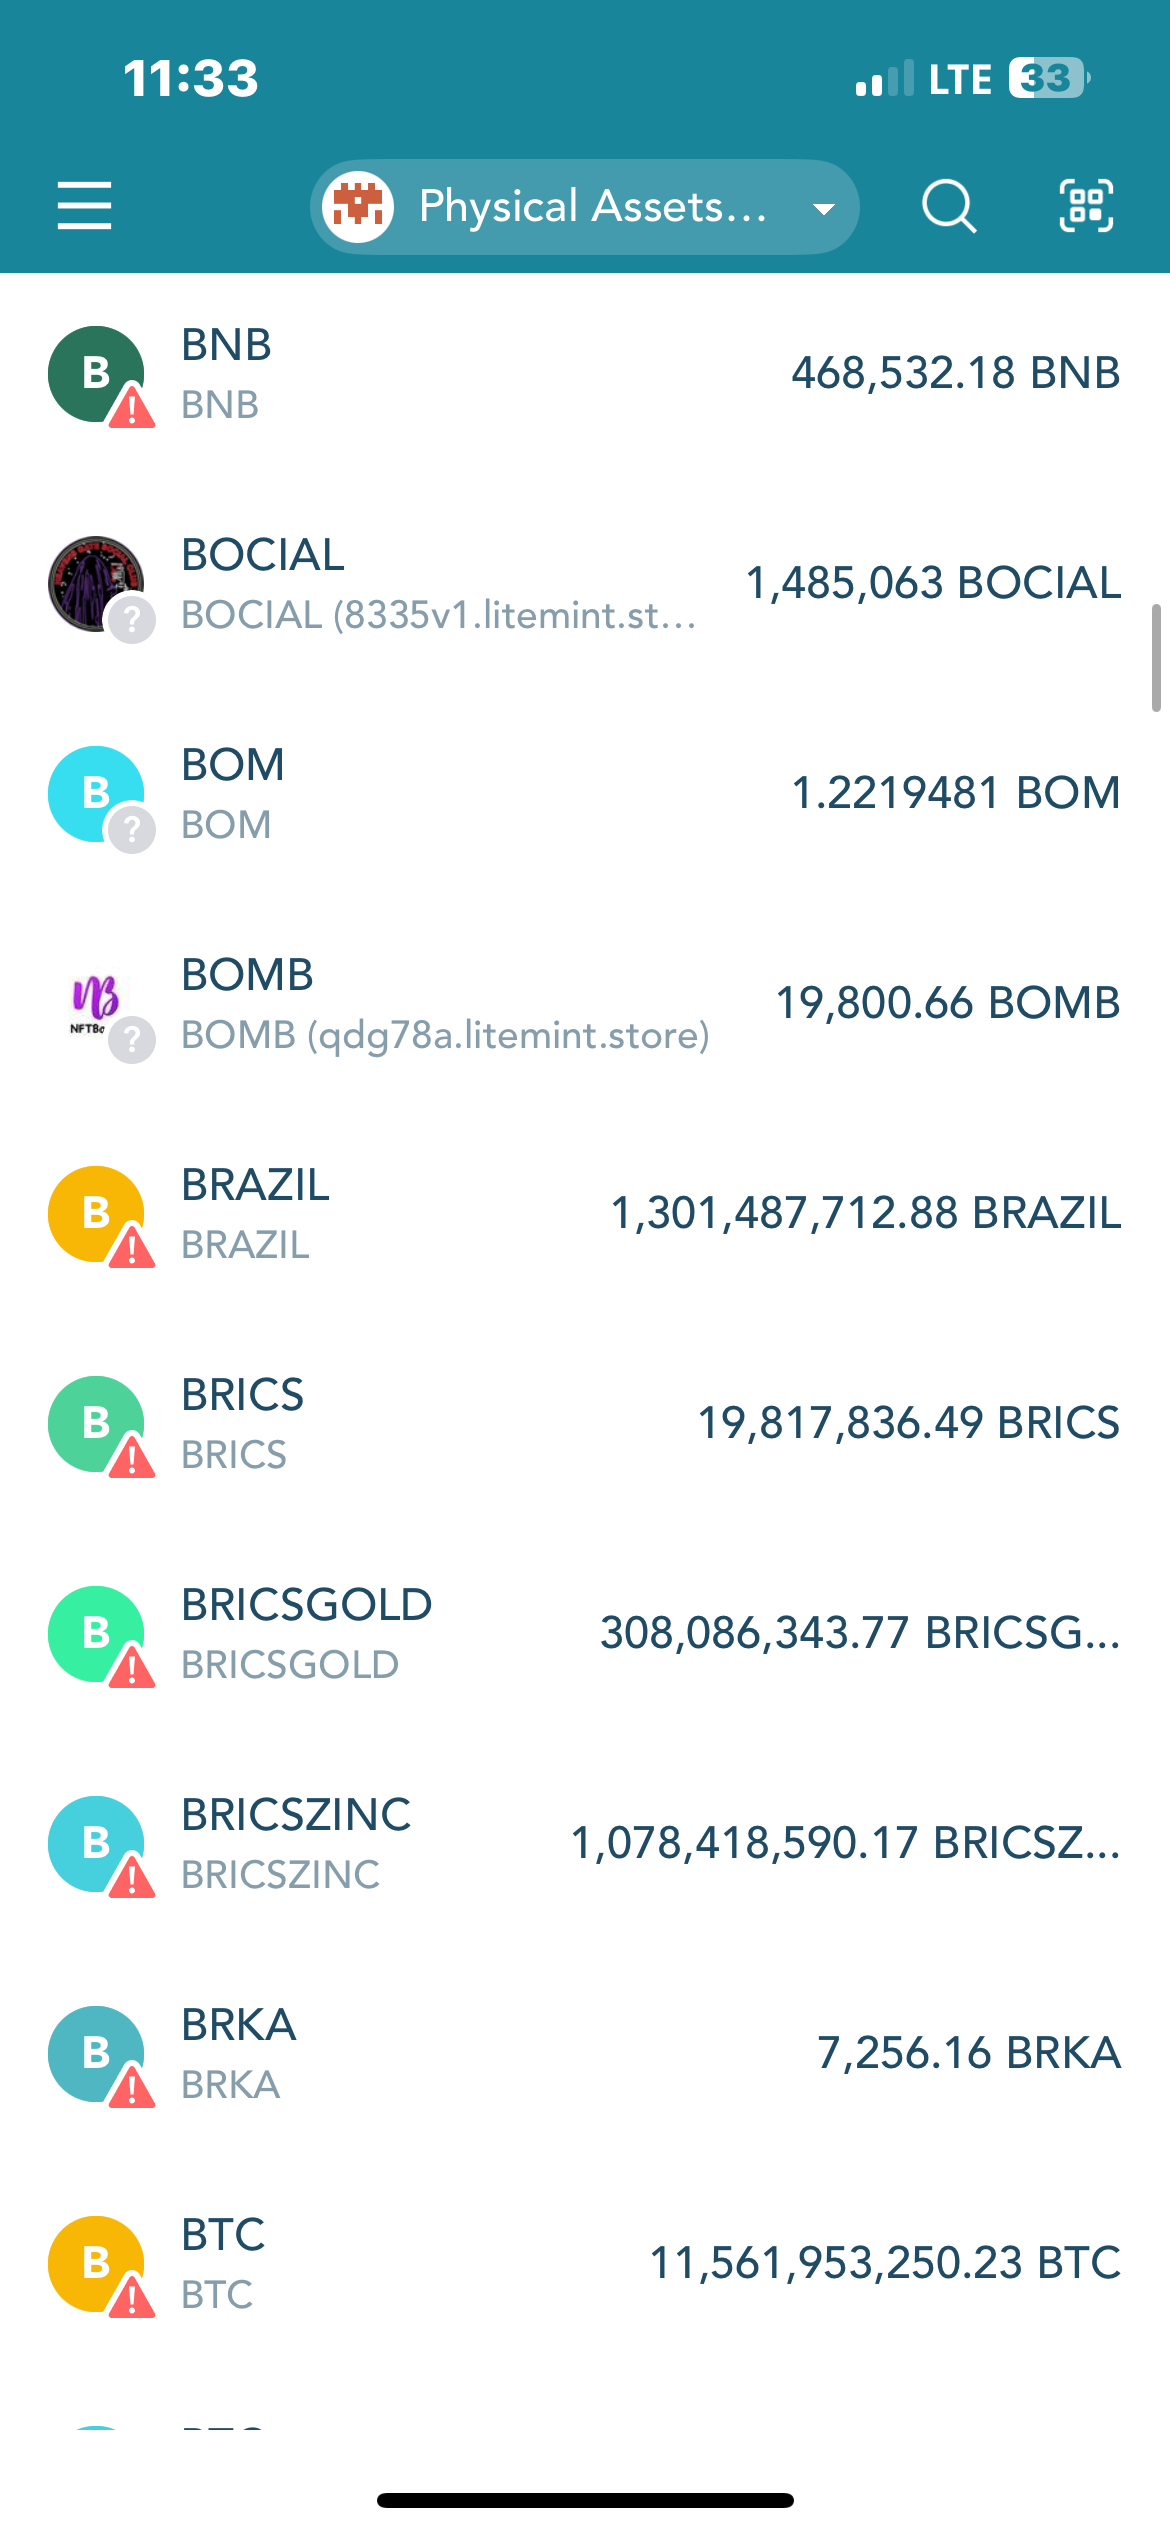 11:33
LTE 33
Physical Assets...
B
BNB
BNB
468,532.18 BNB
BOCIAL
BOCIAL (8335v1.litemint.st...
1,485,063 BOCIAL
B
?
BOM
BOM
1.2219481 BOM
NB
NFTBo
?
BOMB
BOMB (qdg78a.litemint.store)
19,800.66 BOMB
B
BRAZIL
BRAZIL
1,301,487,712.88 BRAZIL
B
BRICS
BRICS
19,817,836.49 BRICS
B
BRICSGOLD
BRICSGOLD
308,086,343.77 BRICSG...
B
BRICSZINC
BRICSZINC
1,078,418,590.17 BRICSZ...
B
BRKA
BRKA
7,256.16 BRKA
B
BTC
BTC
11,561,953,250.23 BTC